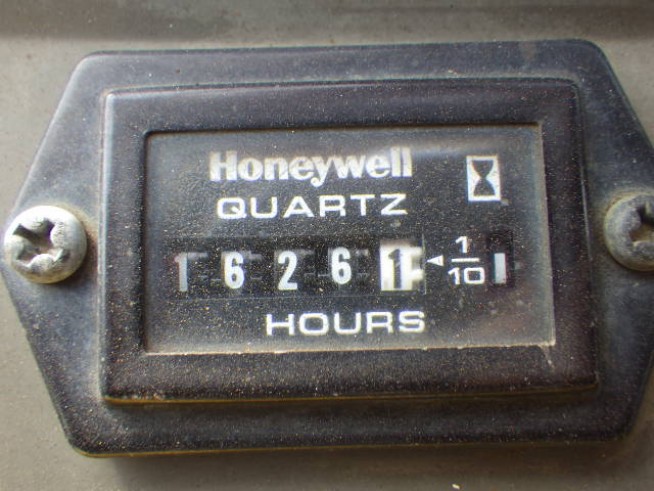 Honeywell
QUARTZ
16261 ◄ 1/10
HOURS